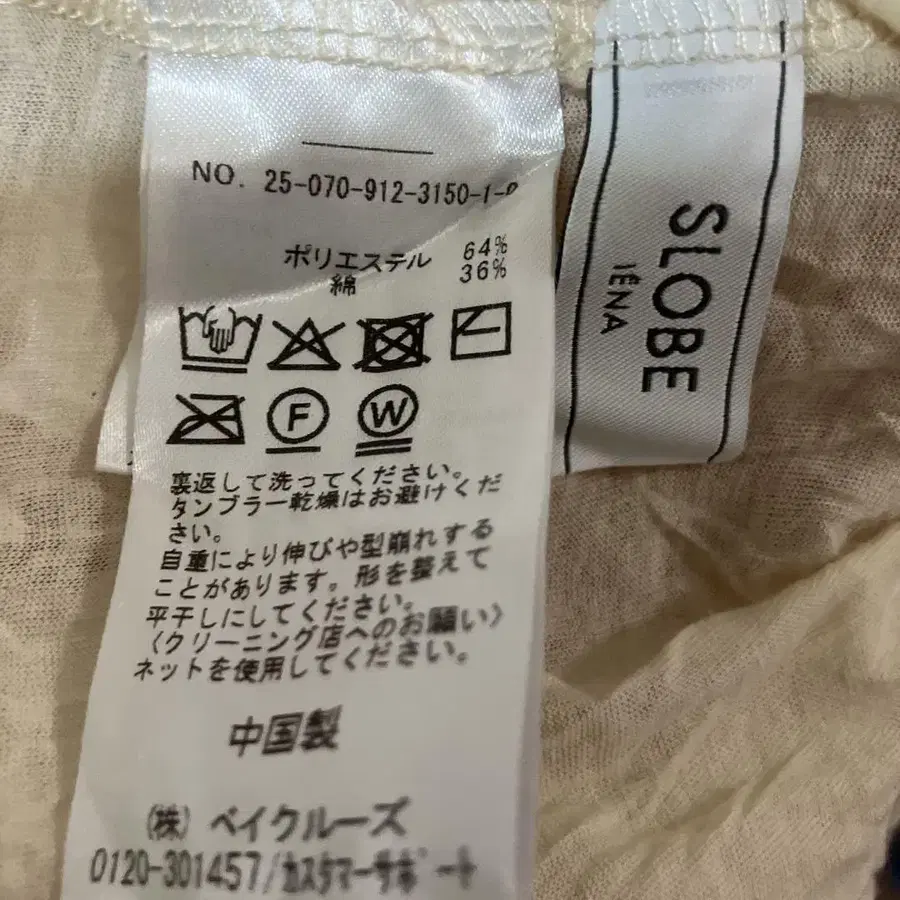 NO. 25-070-912-3150-1-
ポリエステル 64%
綿 36%
F W
裏返して洗ってください。
タンブラー乾燥はお避けくだ
さい。
自重により伸びや型崩れする
ことがあります。形を整えて
平干しにしてください。
〈クリーニング店へのお願い〉
ネットを使用してください。
中国製
(株) ベイクルーズ
0120-301457/カスタマーサポート
SLOBE
IÉNA